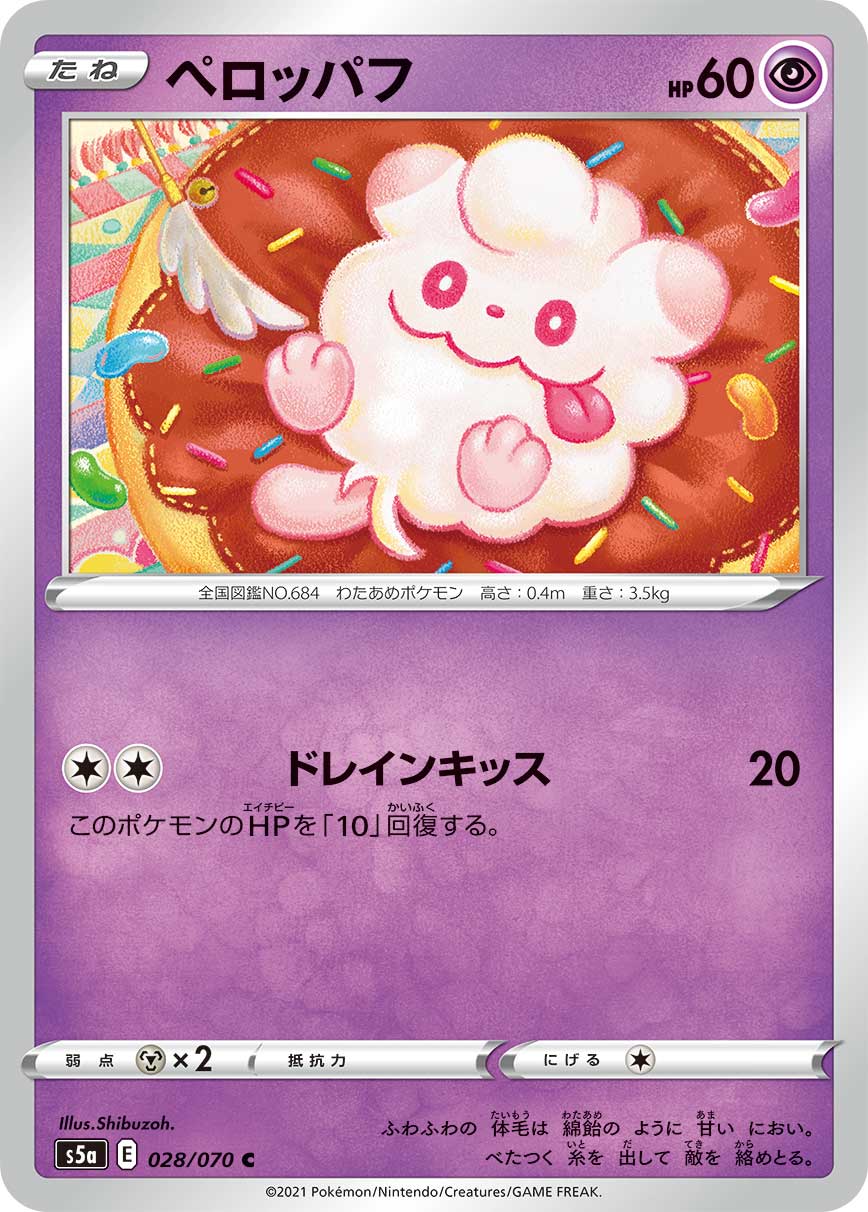 たね ペロッパフ HP60
全国図鑑NO.684 わたあめポケモン 高さ：0.4m 重さ：3.5kg
ドレインキッス 20
エイチピー かいふく
このポケモンのHPを「10」回復する。
弱点 ×2 抵抗力 にげる
Illus.Shibuzoh.
たいもう わたあめ あま
ふわふわの 体毛は 綿飴の ように 甘い におい。
いと だ てき から
べたつく 糸を 出して 敵を 絡めとる。
s5a E 028/070 C
©2021 Pokémon/Nintendo/Creatures/GAME FREAK.